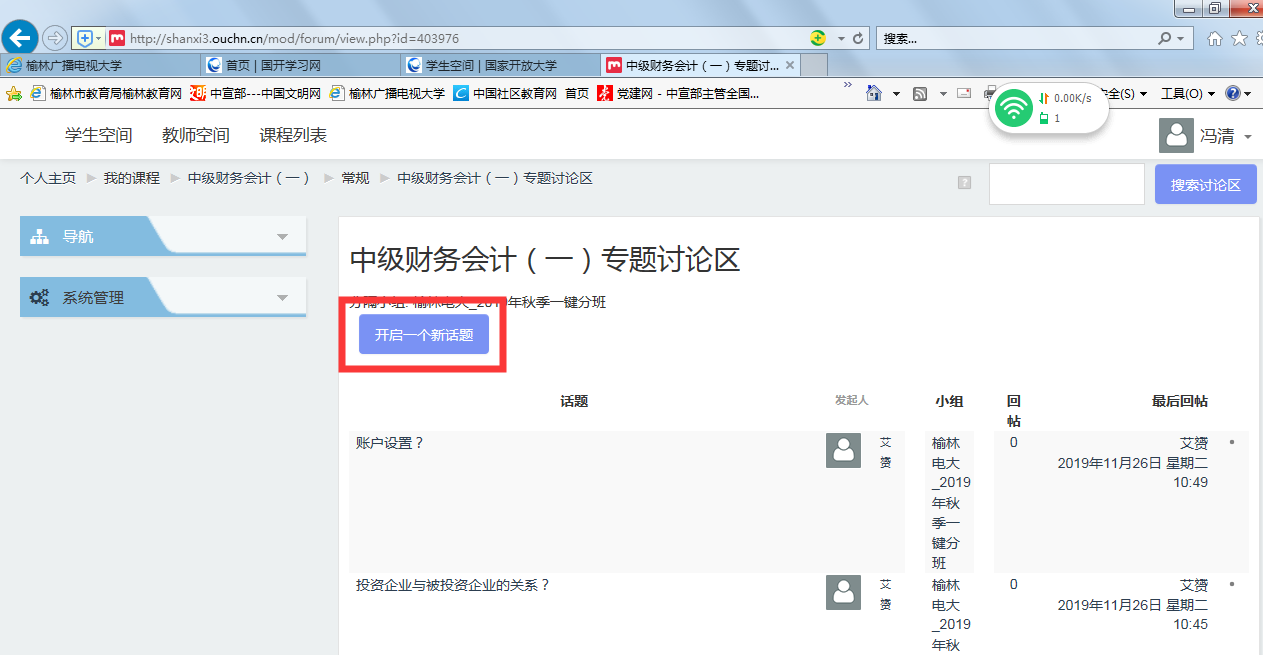 http://shanxi3.ouchn.cn/mod/forum/view.php?id=403976
搜索...
榆林广播电视大学
首页 | 国开学习网
学生空间 | 国家开放大学
中级财务会计（一）专题讨...
榆林市教育局榆林教育网
中宣部---中国文明网
榆林广播电视大学
中国社区教育网
首页
党建网 - 中宣部主管全国...
»
全(S)
工具(O)
0.00K/s
1
学生空间
教师空间
课程列表
冯清
个人主页
我的课程
中级财务会计（一）
常规
中级财务会计（一）专题讨论区
搜索讨论区
导航
系统管理
中级财务会计（一）专题讨论区
分隔小组: 榆林电大_2019年秋季一键分班
开启一个新话题
话题
发起人
小组
回
帖
最后回帖
账户设置？
艾
赟
榆林
电大
_2019
年秋
季一
键分
班
0
艾赟
2019年11月26日 星期二
10:49
投资企业与被投资企业的关系？
艾
赟
榆林
电大
_2019
年秋
0
艾赟
2019年11月26日 星期二
10:45